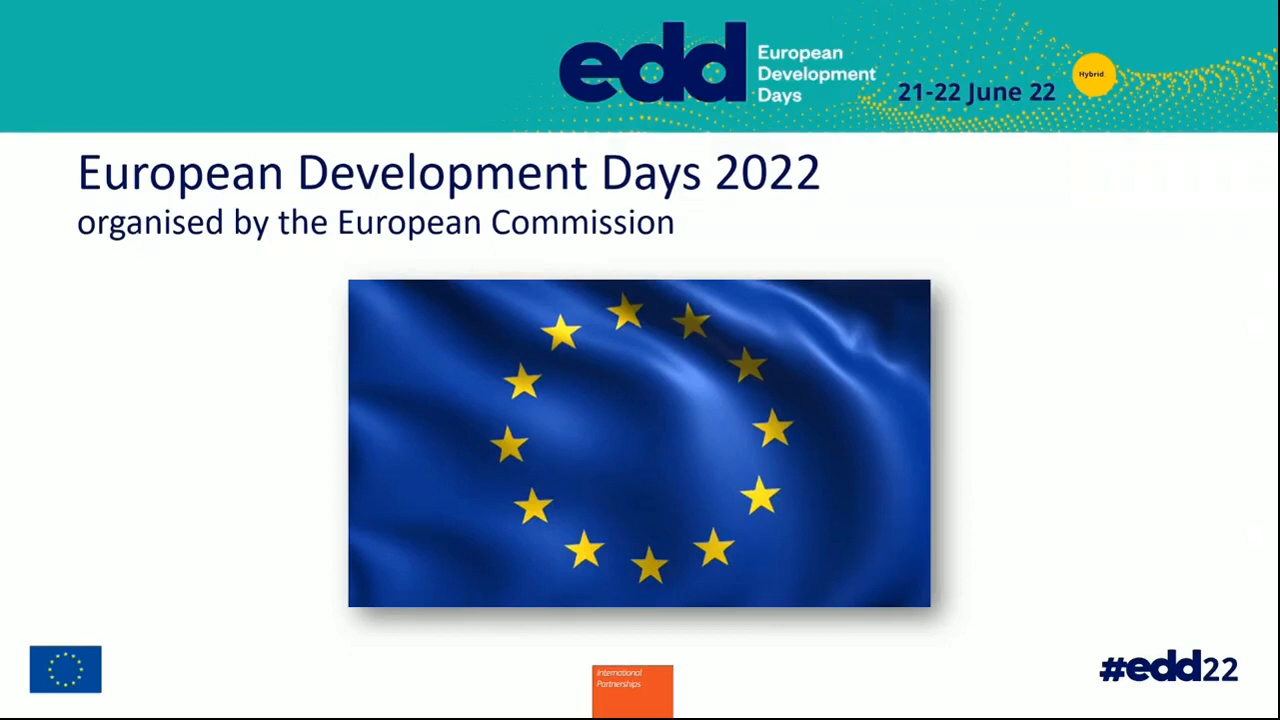 edd
European
Development
Days
21-22 June 22
Hybrid
European Development Days 2022
organised by the European Commission
International
Partnerships
#edd22